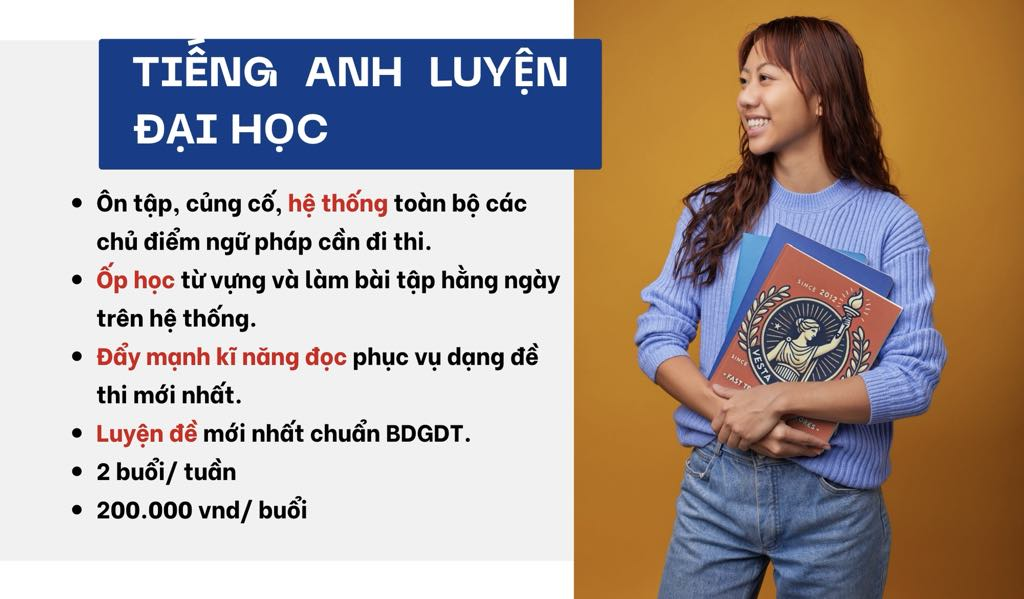 TIẾNG ANH LUYỆN
ĐẠI HỌC
Ôn tập, củng cố, hệ thống toàn bộ các
chủ điểm ngữ pháp cần đi thi.
Ốp học từ vựng và làm bài tập hằng ngày
trên hệ thống.
Đẩy mạnh kĩ năng đọc phục vụ dạng đề
thi mới nhất.
Luyện đề mới nhất chuẩn BDGDT.
2 buổi/ tuần
200.000 vnd/ buổi
SINCE 2012
VESTA